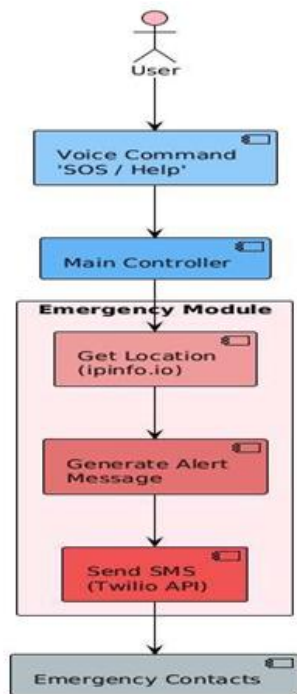 User
Voice Command
'SOS / Help'
Main Controller
Emergency Module
Get Location
(ipinfo.io)
Generate Alert
Message
Send SMS
(Twilio API)
Emergency Contacts